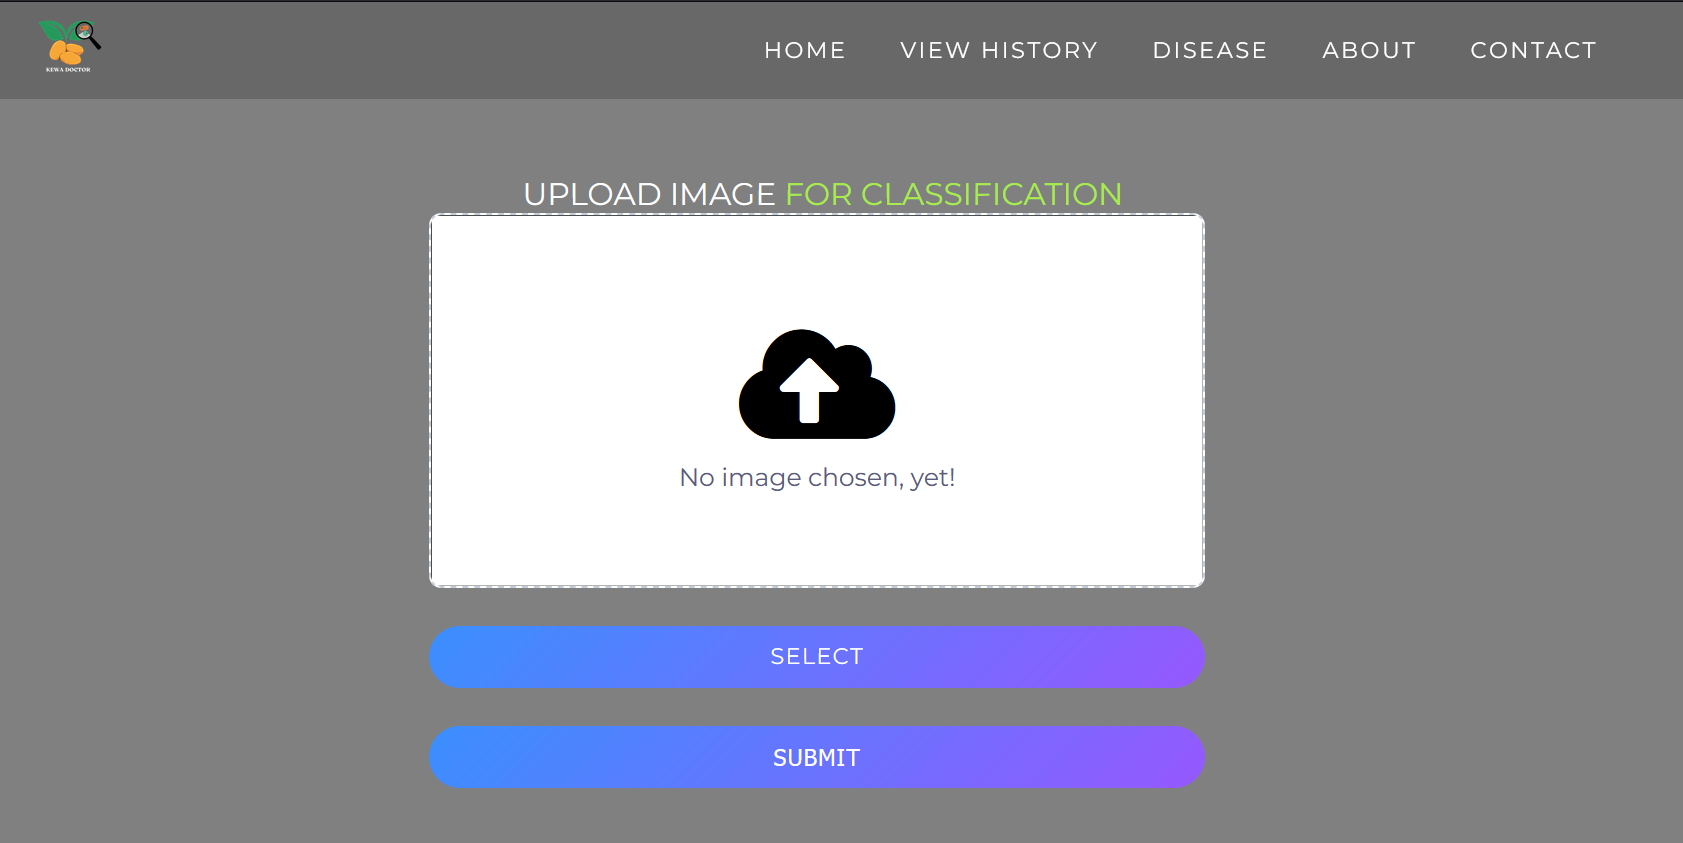 KEWA DOCTOR
HOME VIEW HISTORY DISEASE ABOUT CONTACT
UPLOAD IMAGE FOR CLASSIFICATION
No image chosen, yet!
SELECT
SUBMIT